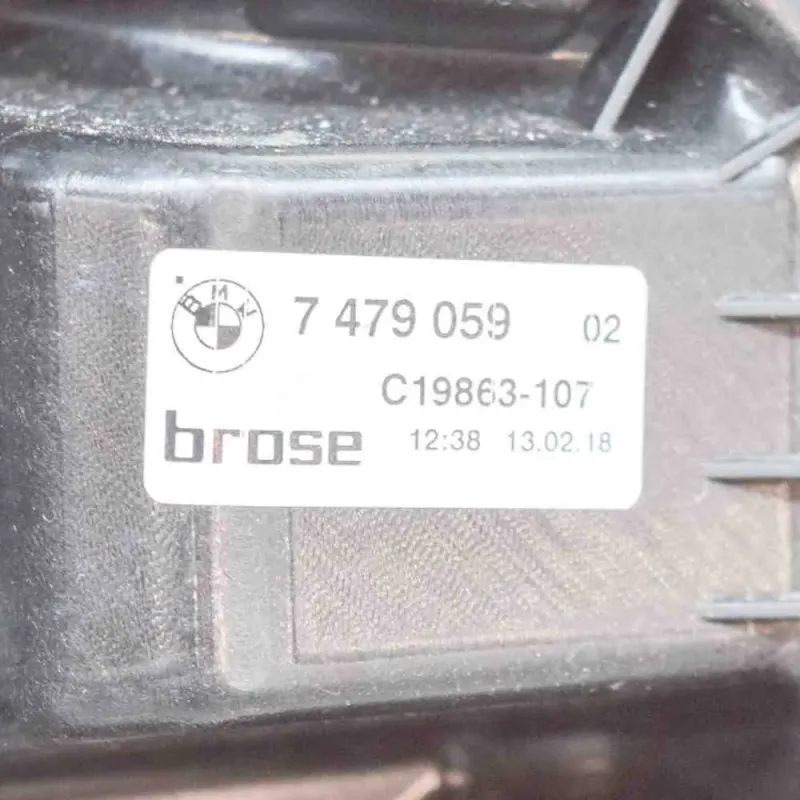 BMW
7 479 059 02
C19863-107
brose 12:38 13.02.18